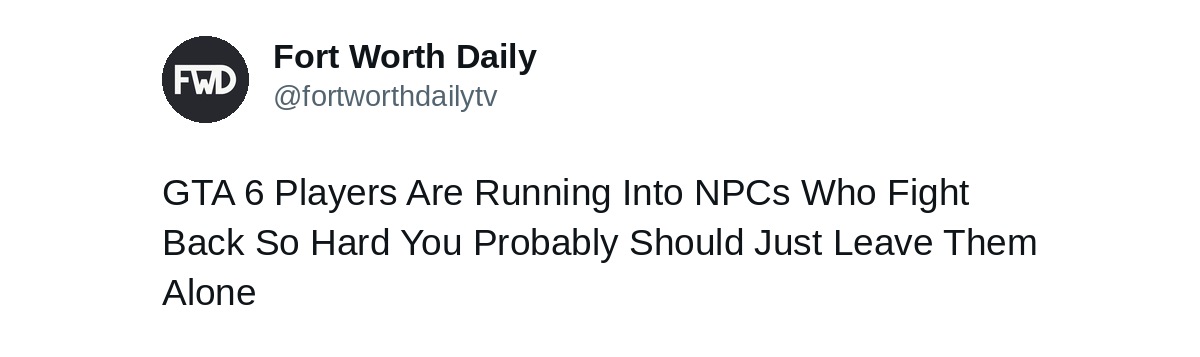 FWD
Fort Worth Daily
@fortworthdailytv
GTA 6 Players Are Running Into NPCs Who Fight
Back So Hard You Probably Should Just Leave Them
Alone